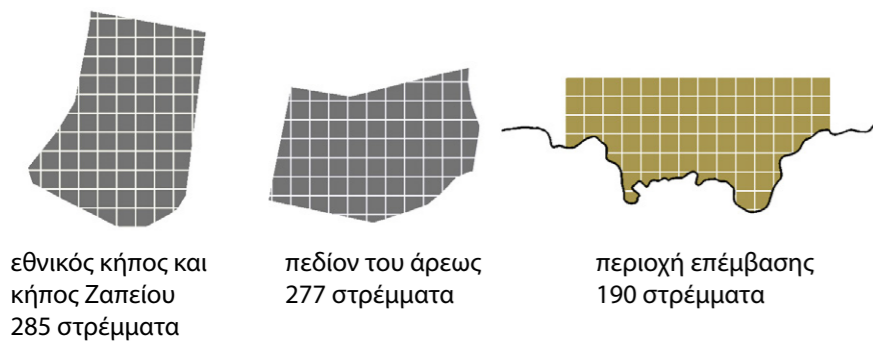 εθνικός κήπος και
κήπος Ζαπείου
285 στρέμματα
πεδίον του άρεως
277 στρέμματα
περιοχή επέμβασης
190 στρέμματα